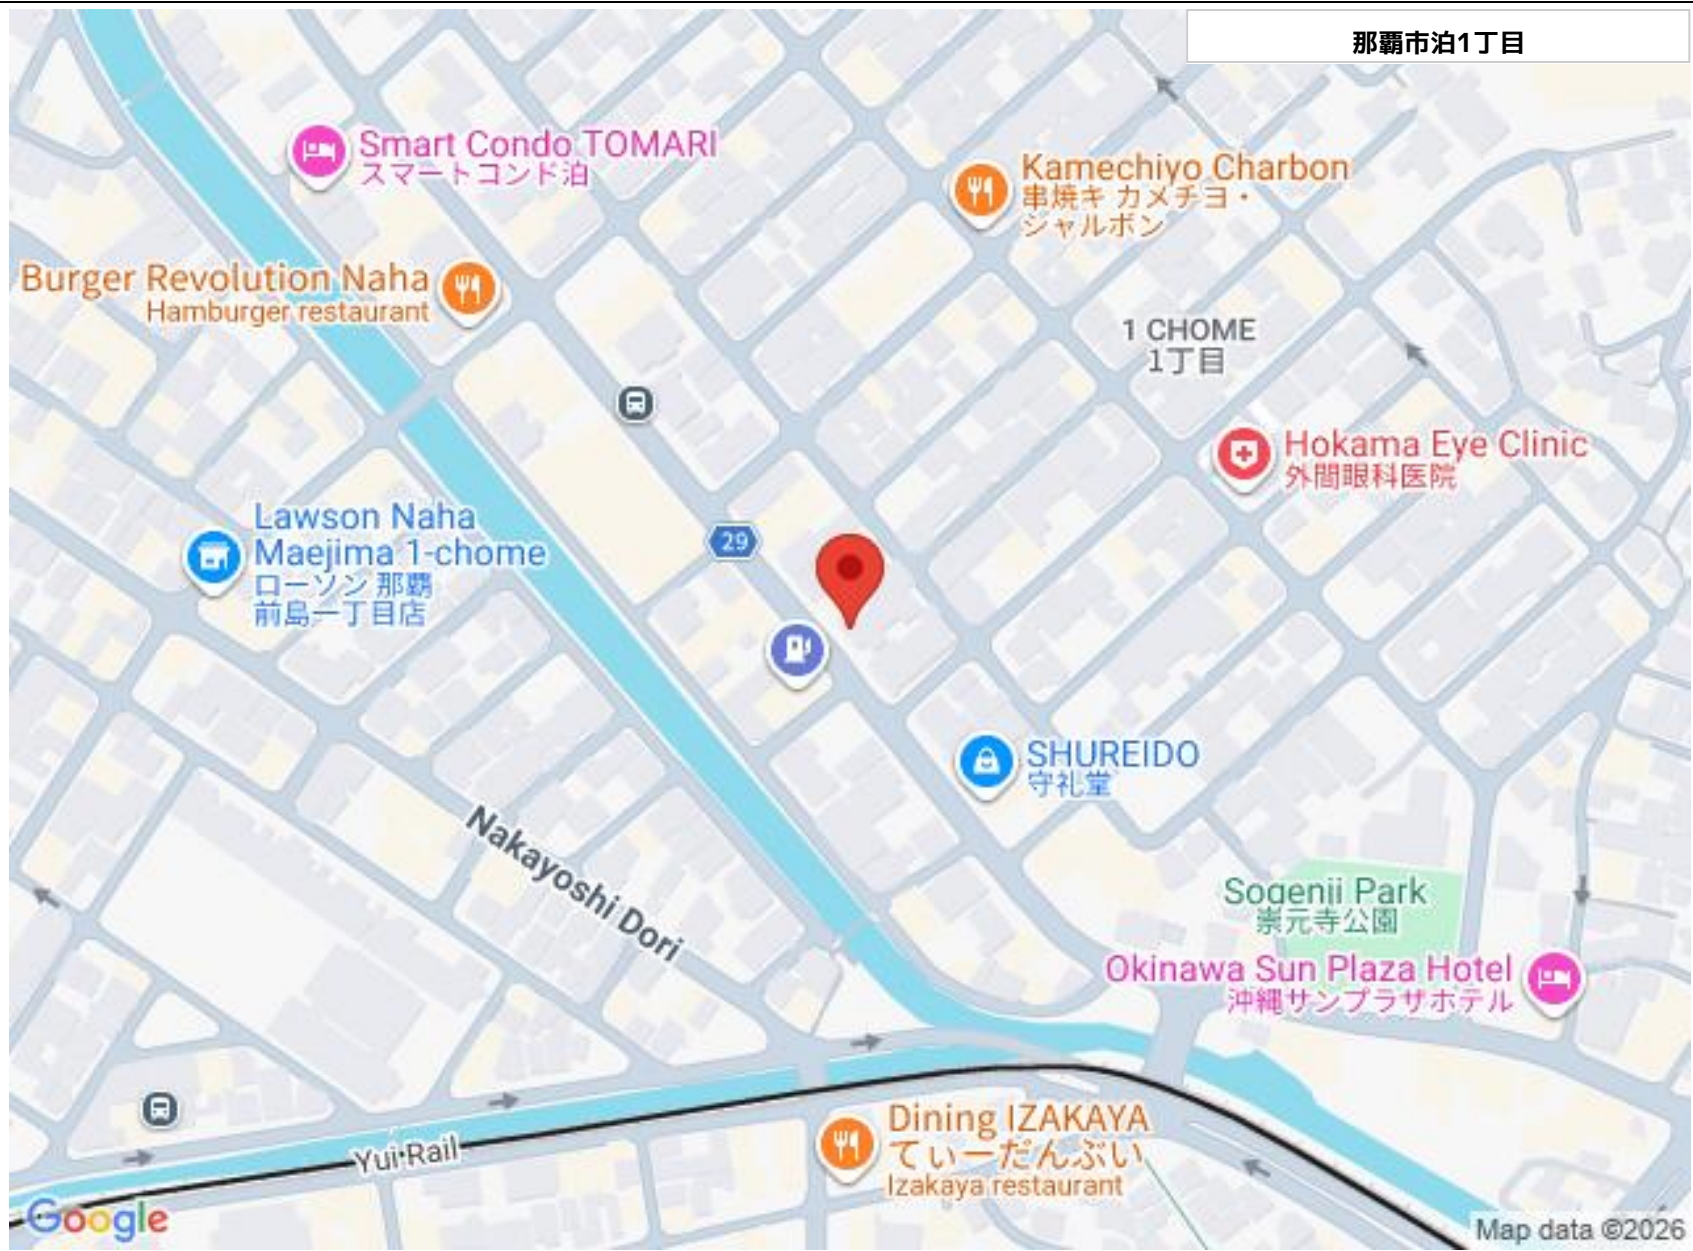 那覇市泊1丁目
Smart Condo TOMARI
スマートコンド泊
Kamechiyo Charbon
串焼キ カメチヨ・
シャルボン
Burger Revolution Naha
Hamburger restaurant
1 CHOME
1丁目
Hokama Eye Clinic
外間眼科医院
Lawson Naha
Maejima 1-chome
ローソン 那覇
前島一丁目店
29
SHUREIDO
守礼堂
Nakayoshi Dori
Sogenji Park
崇元寺公園
Okinawa Sun Plaza Hotel
沖縄サンプラザホテル
Dining IZAKAYA
てぃーだんぶい
Izakaya restaurant
Yui Rail
Google
Map data ©2026